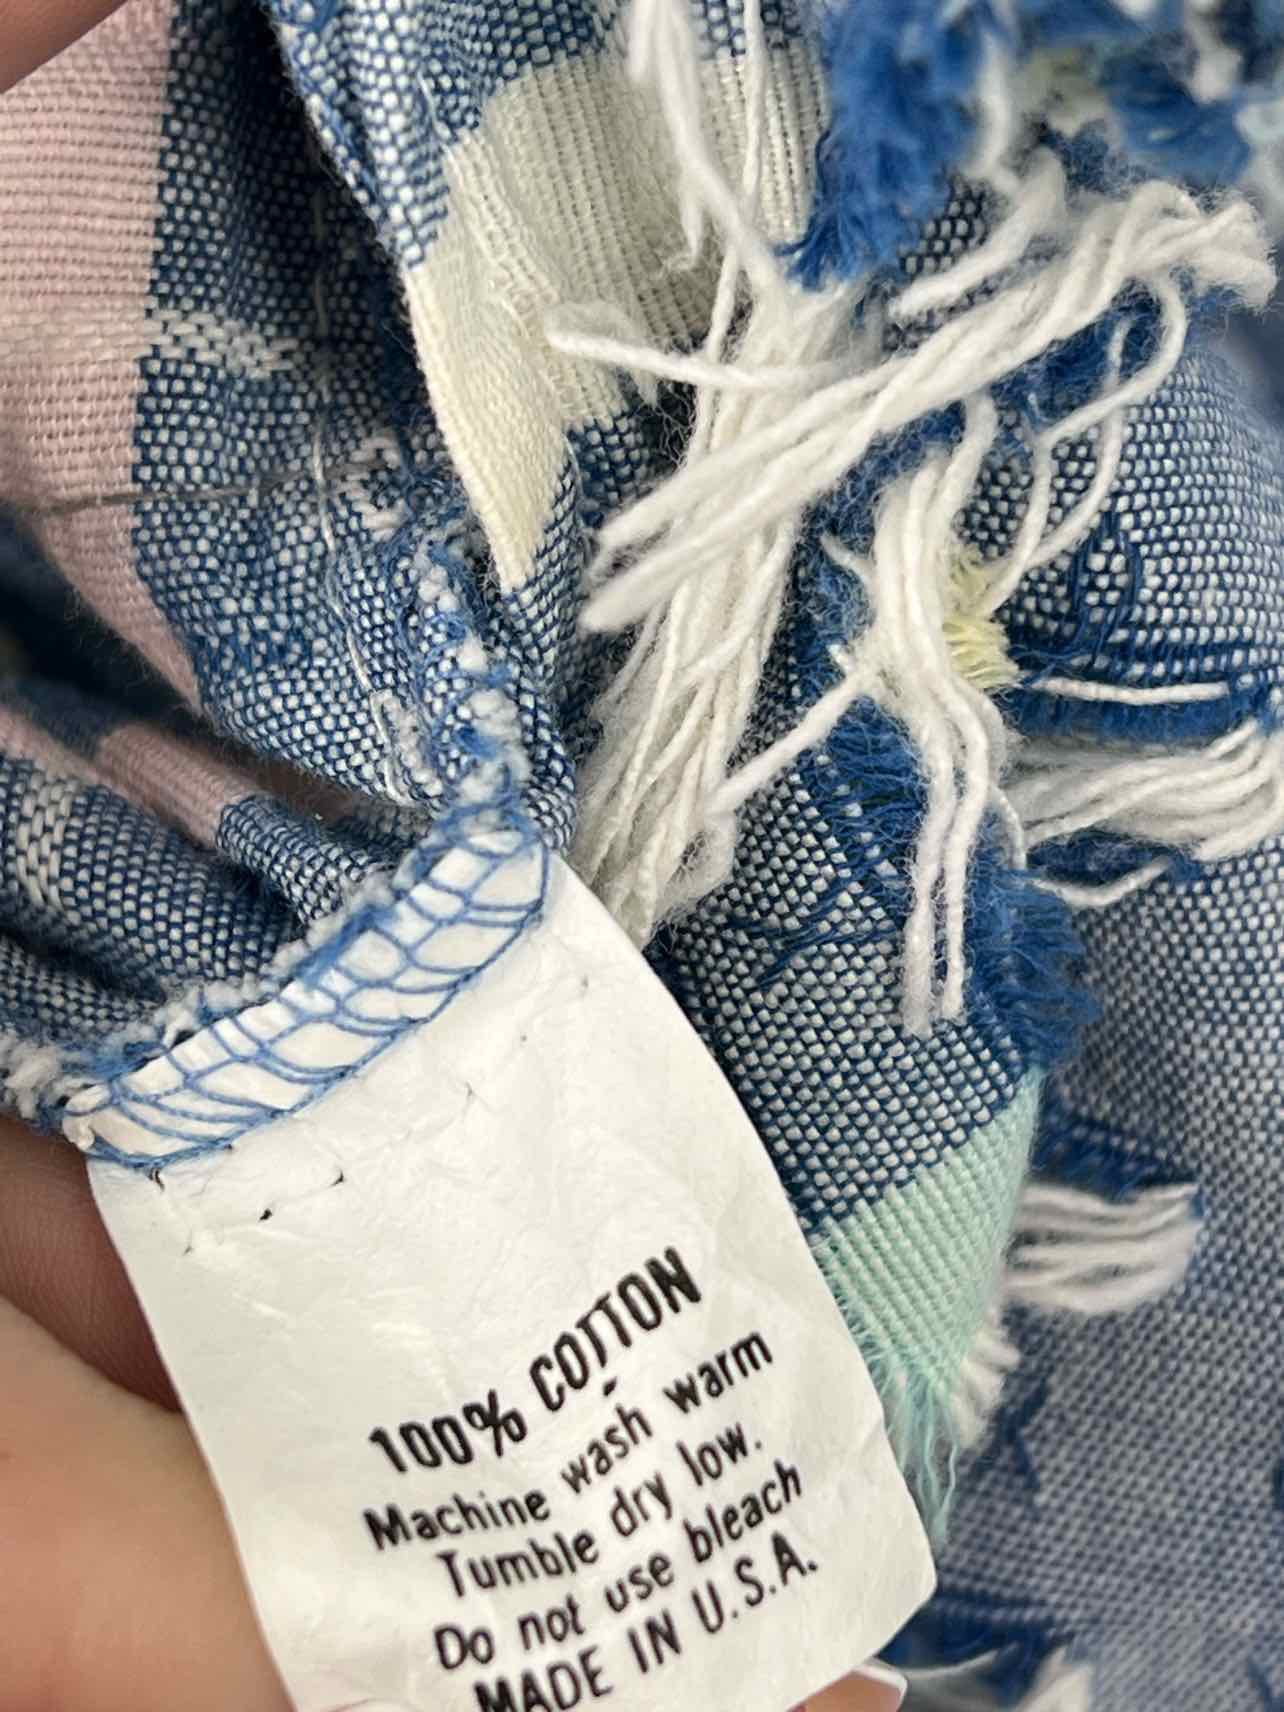 100% COTTON
Machine wash warm
Tumble dry low.
Do not use bleach
MADE IN U.S.A.